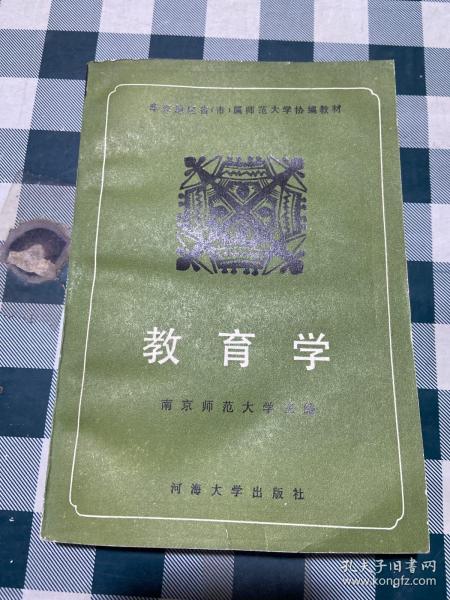 华东地区省(市)属师范大学协编教材
教育学
南京师范大学主编
河海大学出版社
孔夫子旧书网
www.kongfz.com